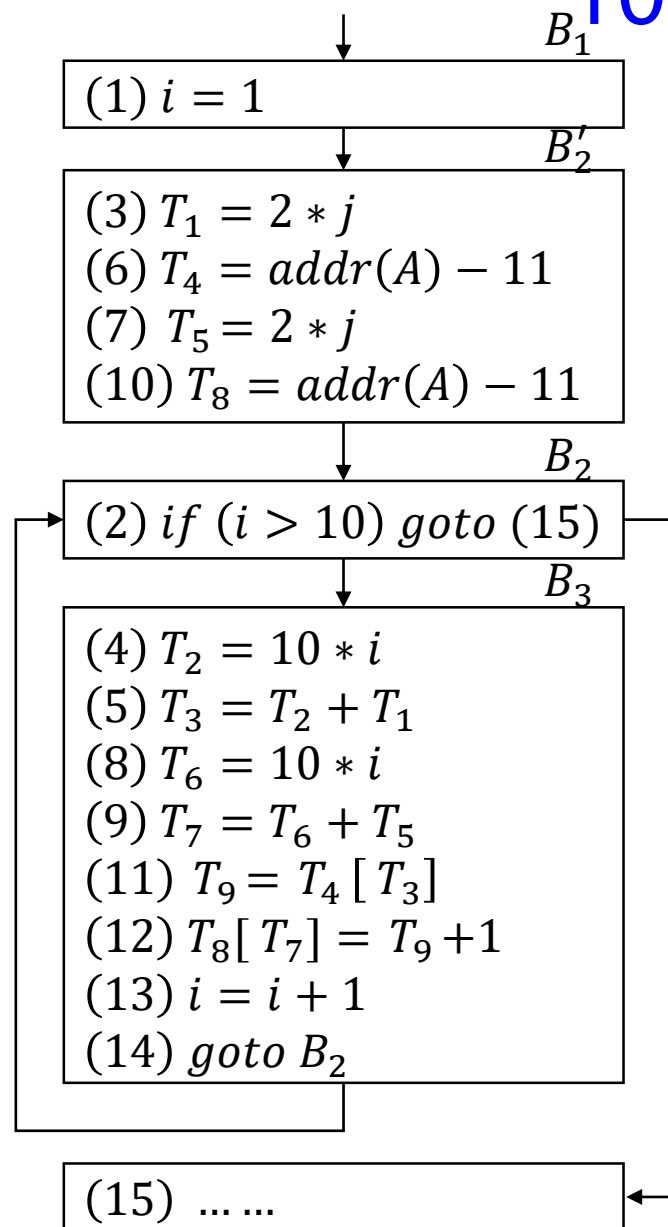 10
B₁
(1) i = 1
B₂′
(3) T₁ = 2 * j
(6) T₄ = addr(A) − 11
(7) T₅ = 2 * j
(10) T₈ = addr(A) − 11
B₂
(2) if (i > 10) goto (15)
B₃
(4) T₂ = 10 * i
(5) T₃ = T₂ + T₁
(8) T₆ = 10 * i
(9) T₇ = T₆ + T₅
(11) T₉ = T₄ [ T₃]
(12) T₈[ T₇] = T₉ +1
(13) i = i + 1
(14) goto B₂
(15) ... ...